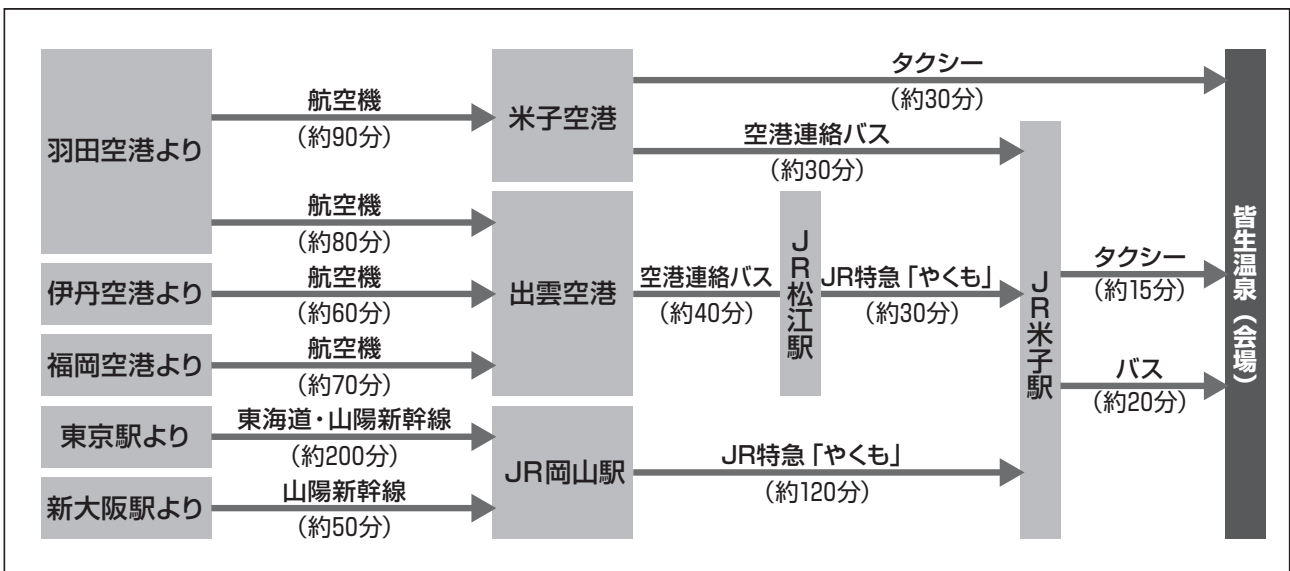 羽田空港より
航空機
(約90分)
米子空港
タクシー
(約30分)
空港連絡バス
(約30分)
航空機
(約80分)
伊丹空港より
航空機
(約60分)
出雲空港
空港連絡バス
(約40分)
JR松江駅
JR特急「やくも」
(約30分)
JR米子駅
タクシー
(約15分)
皆生温泉(会場)
福岡空港より
航空機
(約70分)
バス
(約20分)
東京駅より
東海道・山陽新幹線
(約200分)
JR岡山駅
JR特急「やくも」
(約120分)
新大阪駅より
山陽新幹線
(約50分)